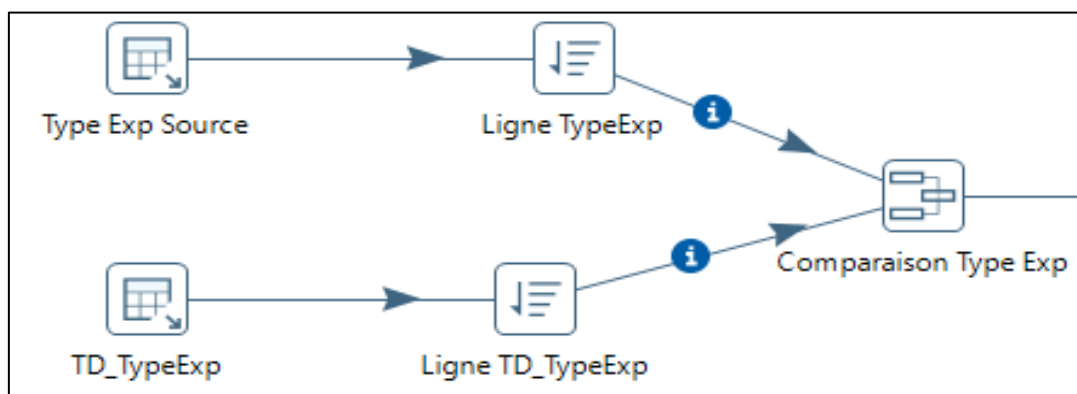 Type Exp Source
Ligne TypeExp
Comparaison Type Exp
TD_TypeExp
Ligne TD_TypeExp